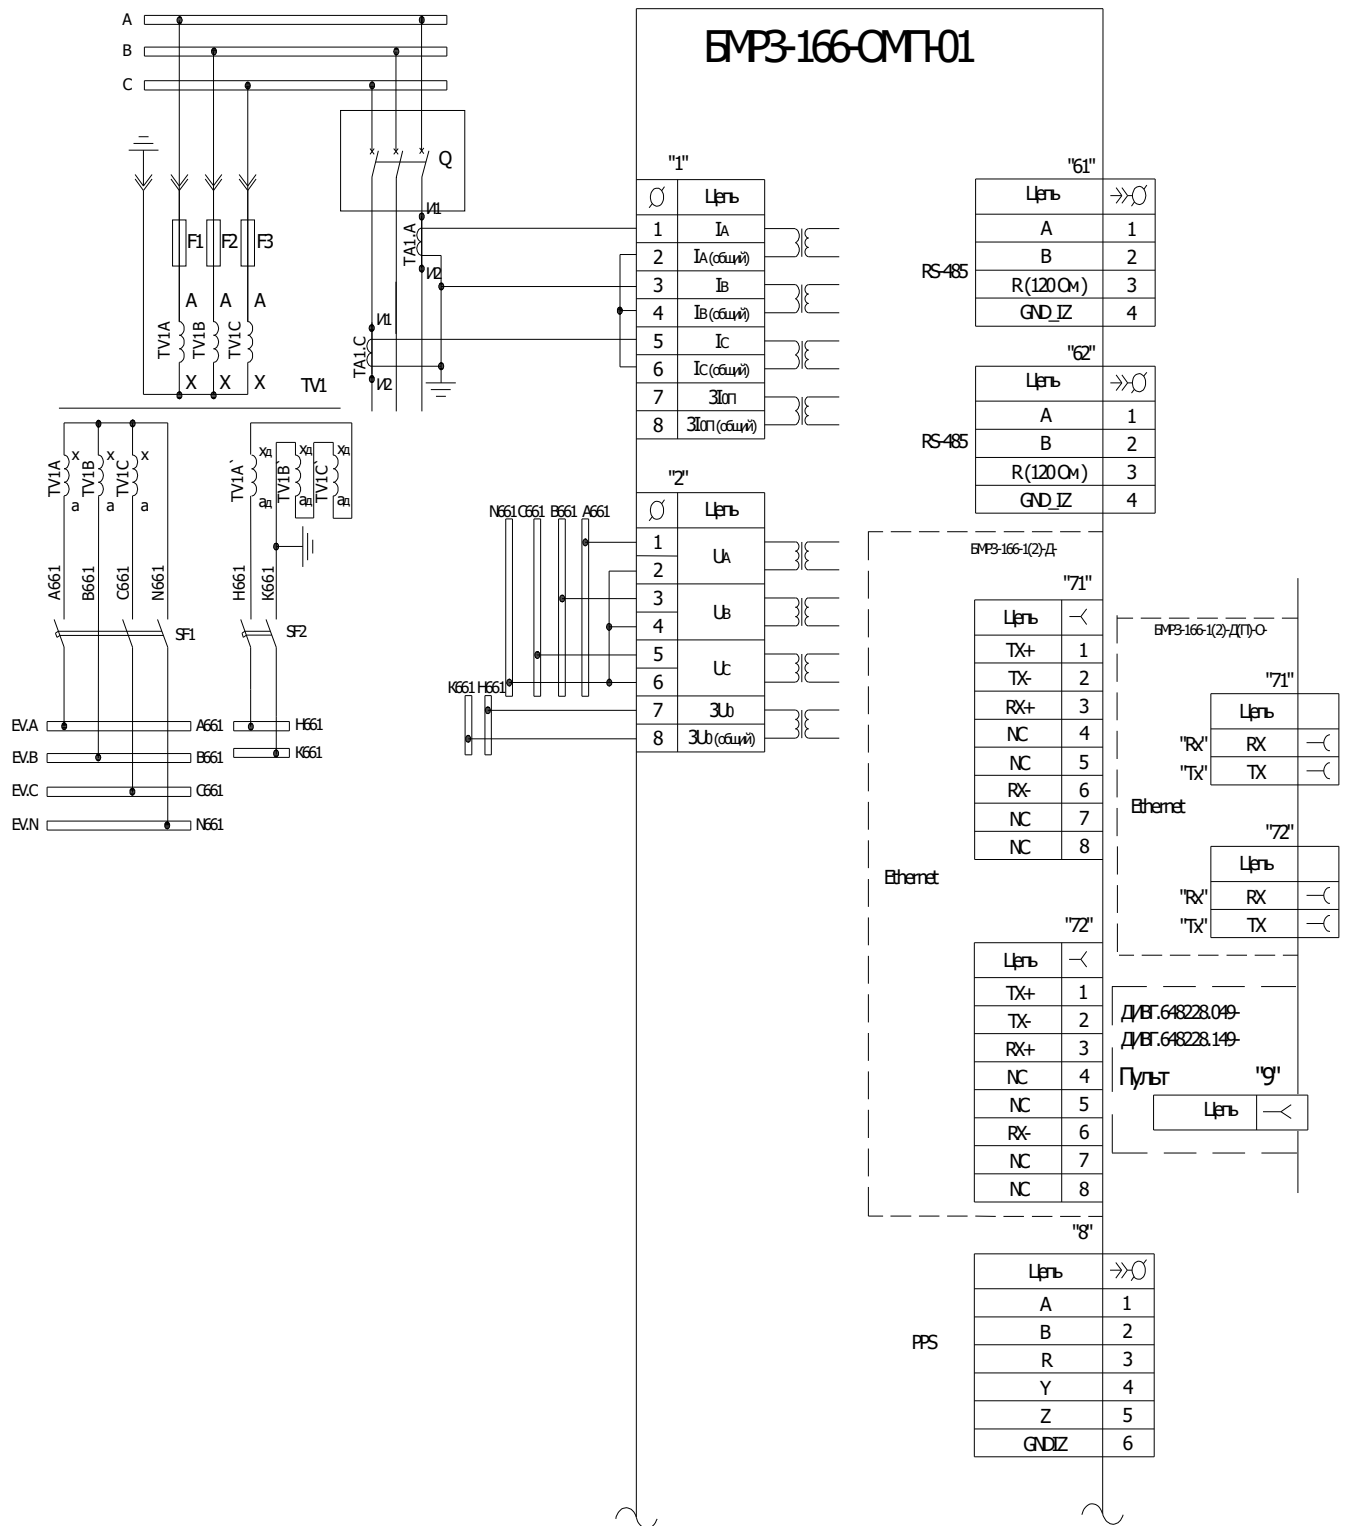 БМРЗ-166-ОМП-01
A
B
C
Q
И1
TA1.A
И2
И1
TA1.C
И2
F1
F2
F3
A
A
A
TV1A
TV1B
TV1C
X
X
X
TV1
TV1A
TV1B
TV1C
x
x
x
a
a
a
TV1A`
TV1B`
TV1C`
xд
xд
xд
aд
aд
aд
A661
B661
C661
N661
H661
K661
SF1
SF2
EV.A
A661
H661
EV.B
B661
K661
EV.C
C661
EV.N
N661
"1"
Цепь
1 IA
2 IA (общий)
3 IB
4 IB (общий)
5 IC
6 IC (общий)
7 3I0П
8 3I0П (общий)
"2"
Цепь
N661 C661 B661 A661
1
2
UA
3
4
UB
5
6
UC
K661 H661
7 3U0
8 3U0 (общий)
"61"
Цепь
RS-485
A 1
B 2
R (120 Ом) 3
GND_IZ 4
"62"
Цепь
RS-485
A 1
B 2
R (120 Ом) 3
GND_IZ 4
БМРЗ-166-1(2)-Д-
"71"
Цепь
TX+ 1
TX- 2
RX+ 3
NC 4
NC 5
RX- 6
NC 7
NC 8
Ethernet
"72"
Цепь
TX+ 1
TX- 2
RX+ 3
NC 4
NC 5
RX- 6
NC 7
NC 8
БМРЗ-166-1(2)-Д(П)-О-
"71"
Цепь
"Rx" RX
"Tx" TX
Ethernet
"72"
Цепь
"Rx" RX
"Tx" TX
ДИВГ.648228.049-
ДИВГ.648228.149-
Пульт "9"
Цепь
"8"
Цепь
PPS
A 1
B 2
R 3
Y 4
Z 5
GNDIZ 6